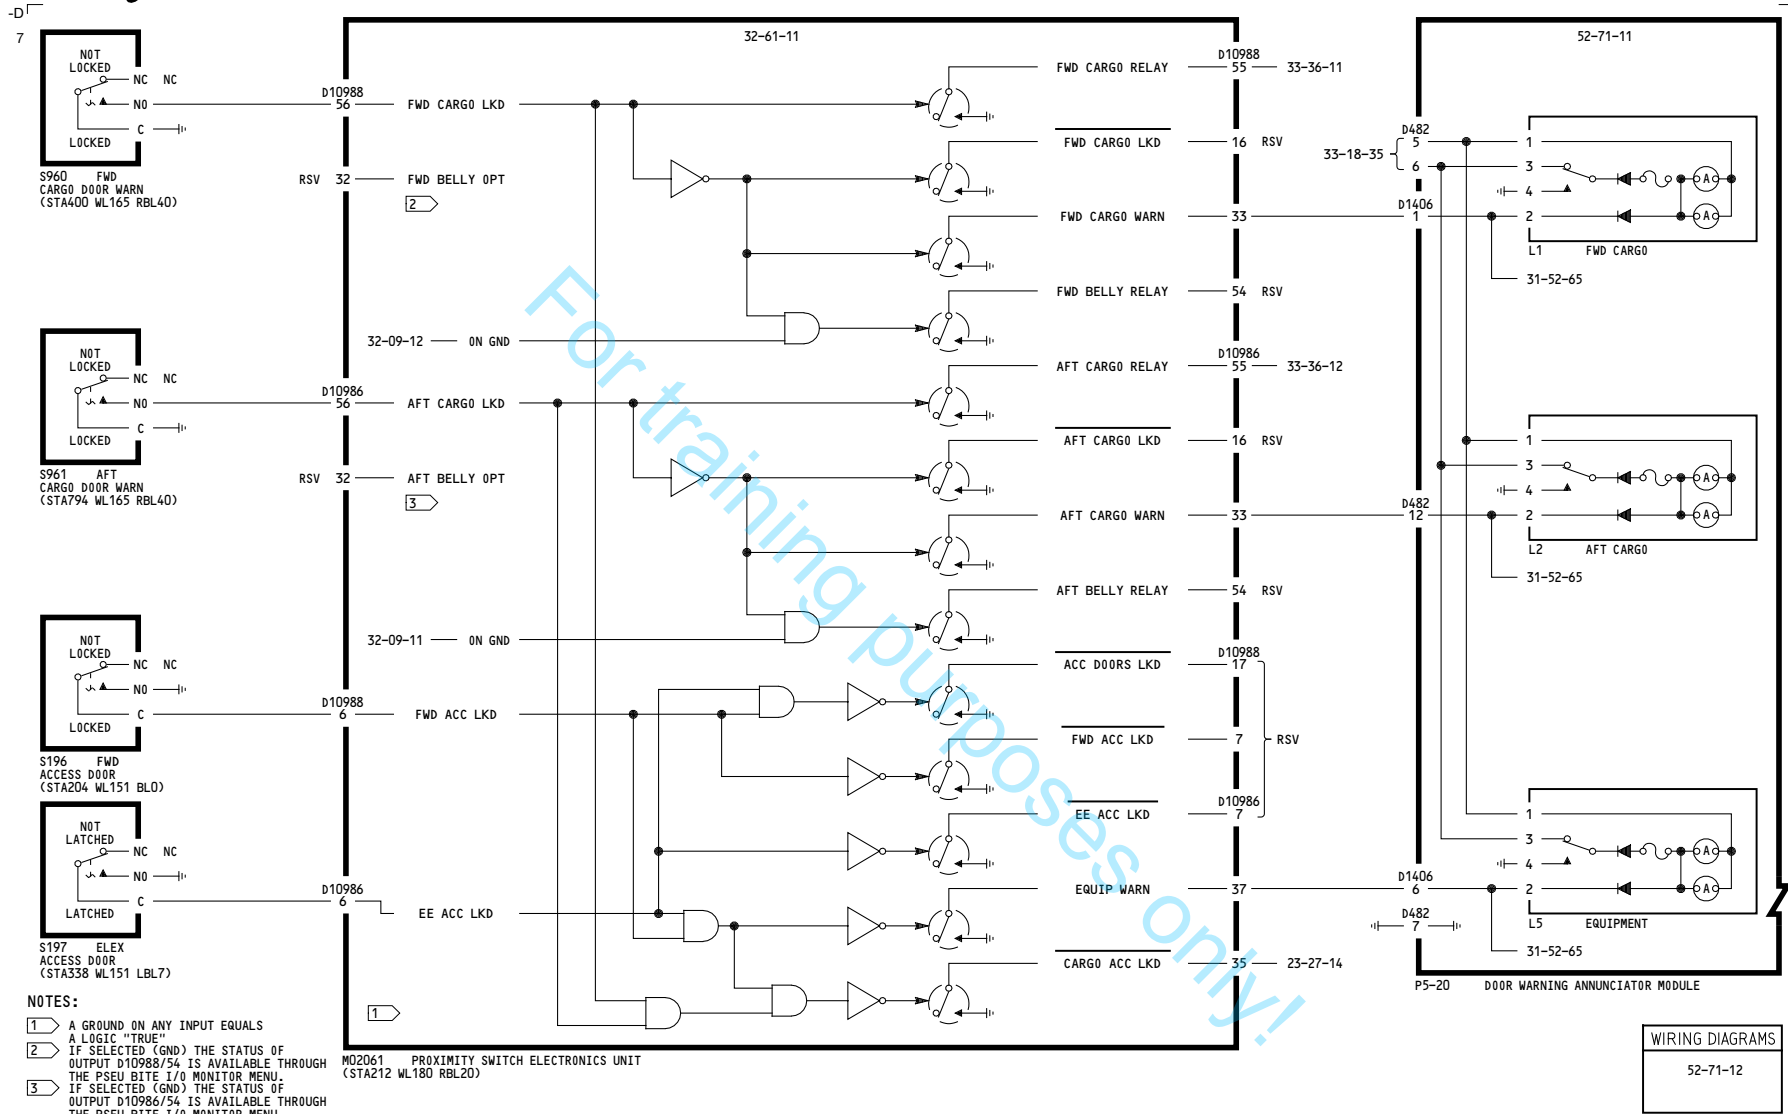 -D
7
NOT
LOCKED
NC NC
NO
C
LOCKED
S960 FWD
CARGO DOOR WARN
(STA400 WL165 RBL40)
NOT
LOCKED
NC NC
NO
C
LOCKED
S961 AFT
CARGO DOOR WARN
(STA794 WL165 RBL40)
NOT
LOCKED
NC NC
NO
C
LOCKED
S196 FWD
ACCESS DOOR
(STA204 WL151 BL0)
NOT
LATCHED
NC NC
NO
C
LATCHED
S197 ELEX
ACCESS DOOR
(STA338 WL151 LBL7)
NOTES:
1 A GROUND ON ANY INPUT EQUALS
A LOGIC "TRUE"
2 IF SELECTED (GND) THE STATUS OF
OUTPUT D10988/54 IS AVAILABLE THROUGH
THE PSEU BITE I/O MONITOR MENU.
3 IF SELECTED (GND) THE STATUS OF
OUTPUT D10986/54 IS AVAILABLE THROUGH
THE PSEU BITE I/O MONITOR MENU
32-61-11
D10988
56 FWD CARGO LKD
RSV 32 FWD BELLY OPT
2
32-09-12 ON GND
D10986
56 AFT CARGO LKD
RSV 32 AFT BELLY OPT
3
32-09-11 ON GND
D10988
6 FWD ACC LKD
D10986
6 EE ACC LKD
1
M02061 PROXIMITY SWITCH ELECTRONICS UNIT
(STA212 WL180 RBL20)
FWD CARGO RELAY D10988 55 33-36-11
FWD CARGO LKD 16 RSV
FWD CARGO WARN 33
FWD BELLY RELAY 54 RSV
AFT CARGO RELAY D10986 55 33-36-12
AFT CARGO LKD 16 RSV
AFT CARGO WARN 33
AFT BELLY RELAY 54 RSV
ACC DOORS LKD D10988 17
FWD ACC LKD 7 RSV
EE ACC LKD D10986 7
EQUIP WARN 37
CARGO ACC LKD 35 23-27-14
52-71-11
33-18-35
D482
5
6
D1406
1
1
3
4
2
A
A
L1 FWD CARGO
31-52-65
D482
12
1
3
4
2
A
A
L2 AFT CARGO
31-52-65
D1406
6
D482
7
1
3
4
2
A
A
L5 EQUIPMENT
31-52-65
P5-20 DOOR WARNING ANNUNCIATOR MODULE
WIRING DIAGRAMS
52-71-12
For training purposes only!